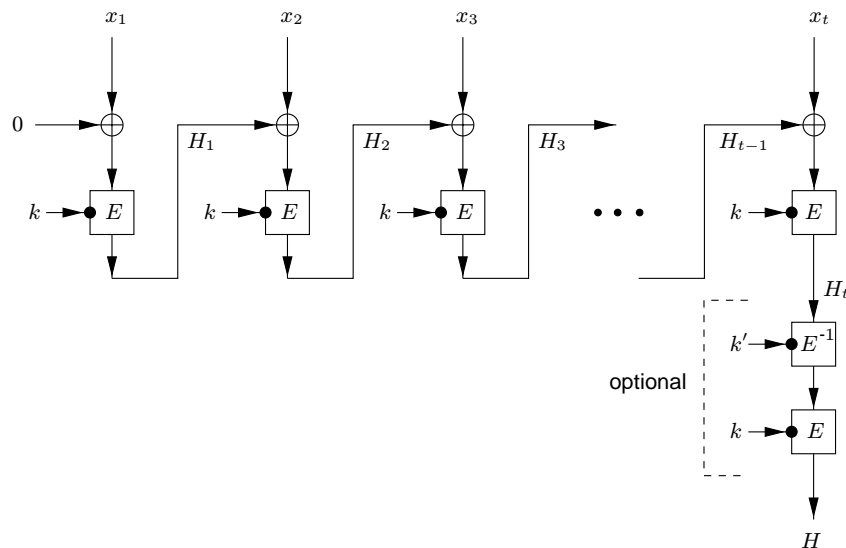 x₁ x₂ x₃ xₜ
0 H₁ H₂ H₃ Hₜ₋₁
k E k E k E k E
Hₜ
k′ E⁻¹
optional
k E
H